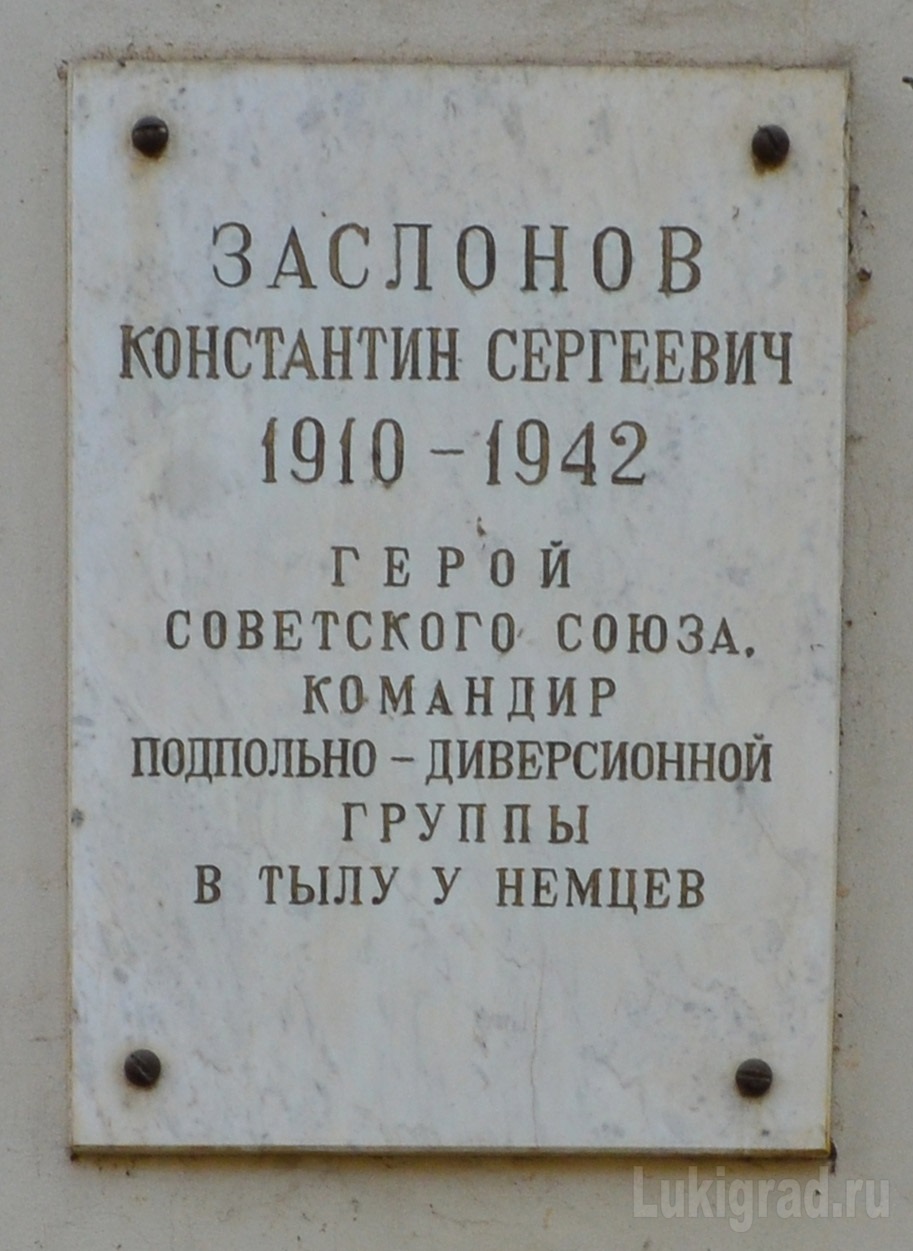 ЗАСЛОНОВ
КОНСТАНТИН СЕРГЕЕВИЧ
1910 – 1942
ГЕРОЙ
СОВЕТСКОГО СОЮЗА.
КОМАНДИР
ПОДПОЛЬНО – ДИВЕРСИОННОЙ
ГРУППЫ
В ТЫЛУ У НЕМЦЕВ
Lukigrad.ru